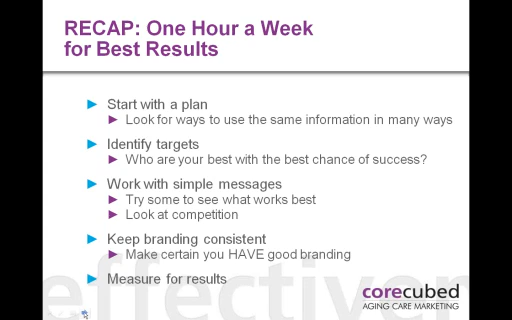 RECAP: One Hour a Week
for Best Results
Start with a plan
Look for ways to use the same information in many ways
Identify targets
Who are your best with the best chance of success?
Work with simple messages
Try some to see what works best
Look at competition
Keep branding consistent
Make certain you HAVE good branding
Measure for results
effectiven
corecubed
AGING CARE MARKETING